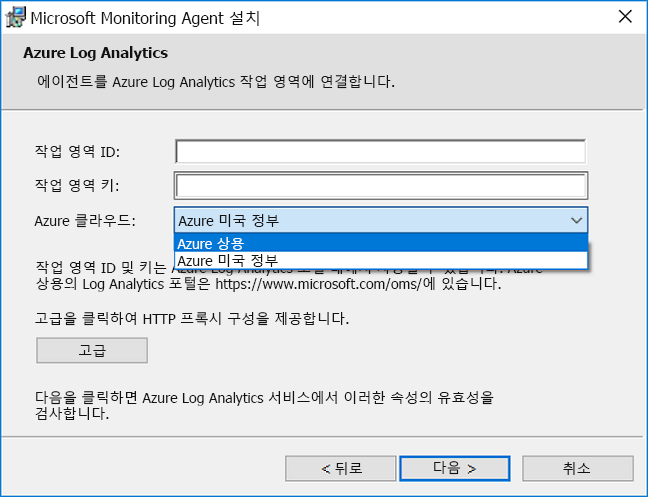 Microsoft Monitoring Agent 설치
Azure Log Analytics
에이전트를 Azure Log Analytics 작업 영역에 연결합니다.
작업 영역 ID:
작업 영역 키:
Azure 클라우드:
Azure 미국 정부
Azure 상용
Azure 미국 정부
작업 영역 ID 및 키는
상용의 Log Analytics 포털은 https://www.microsoft.com/oms/에 있습니다.
고급을 클릭하여 HTTP 프록시 구성을 제공합니다.
고급
다음을 클릭하면 Azure Log Analytics 서비스에서 이러한 속성의 유효성을
검사합니다.
< 뒤로
다음 >
취소